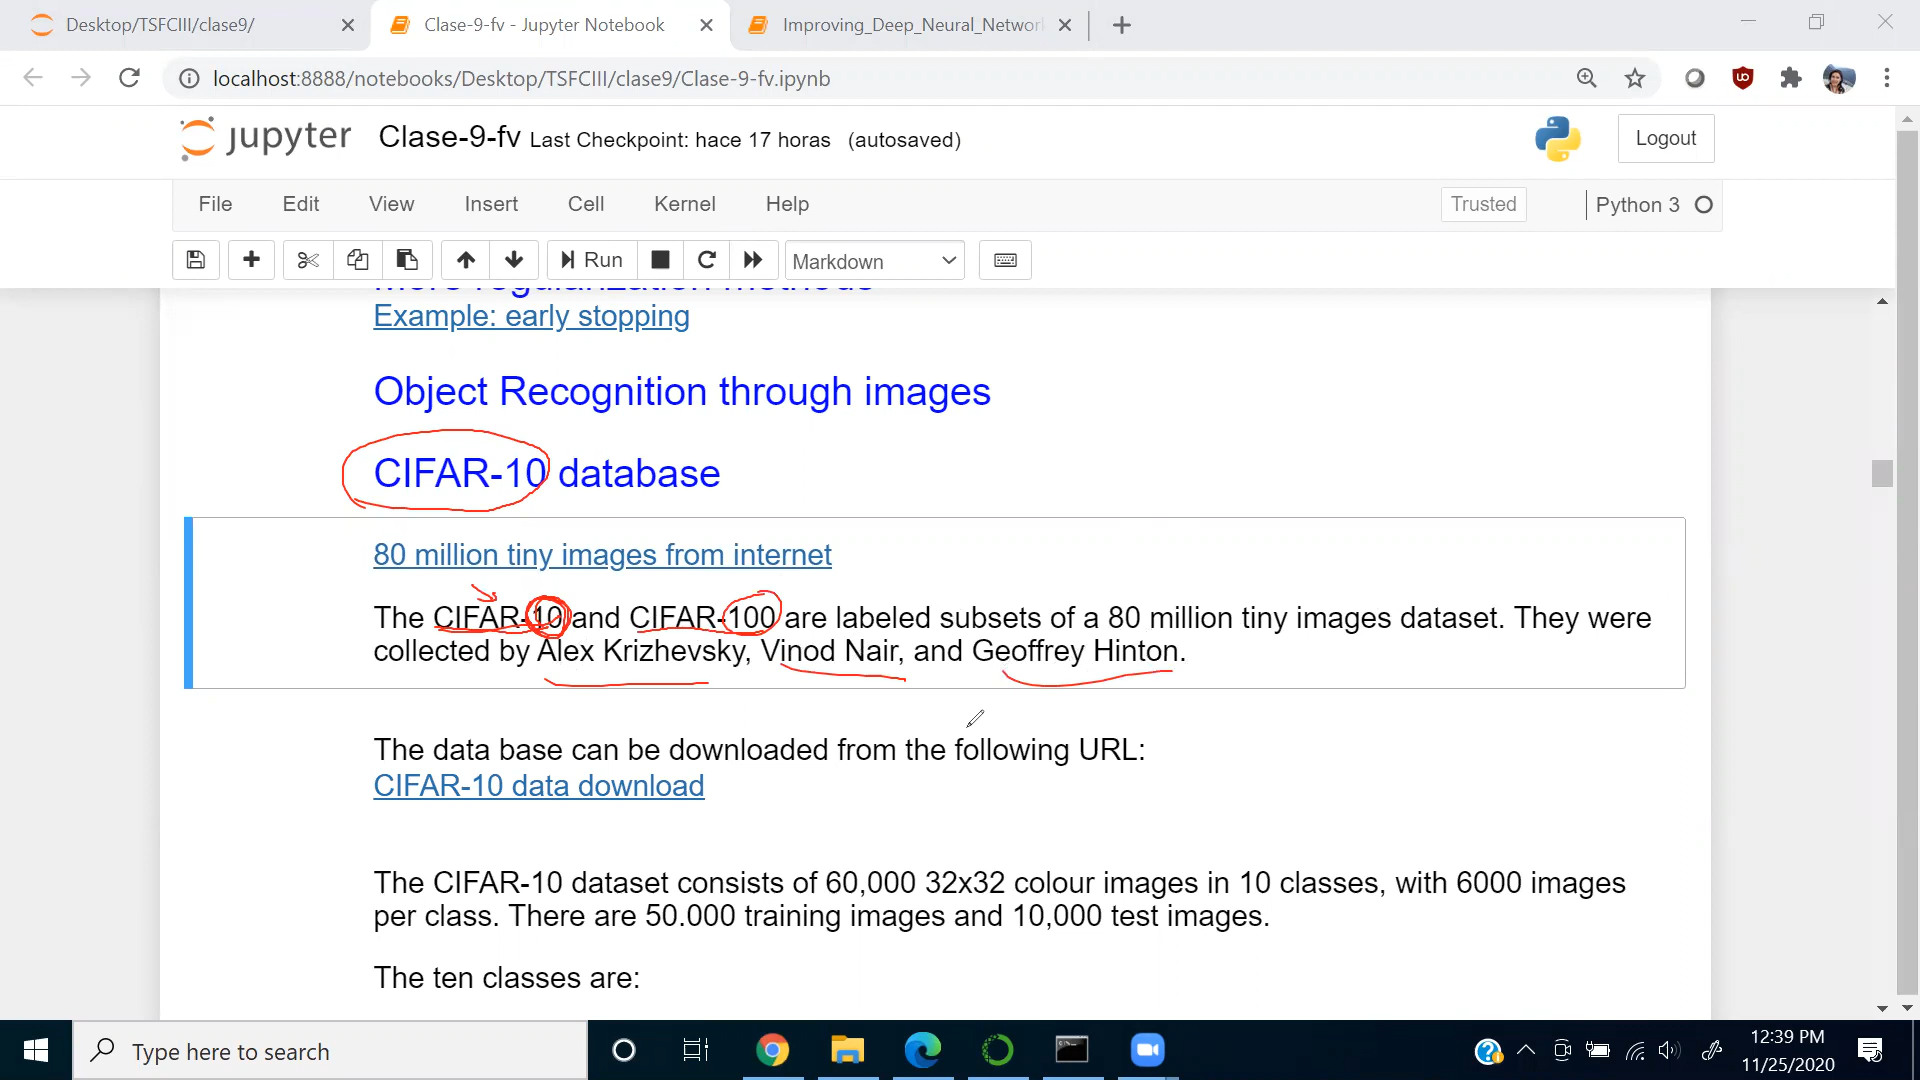 Desktop/TSFCIII/clase9/
Clase-9-fv - Jupyter Notebook
Improving_Deep_Neural_Network
localhost:8888/notebooks/Desktop/TSFCIII/clase9/Clase-9-fv.ipynb
jupyter Clase-9-fv Last Checkpoint: hace 17 horas (autosaved)
Logout
File Edit View Insert Cell Kernel Help
Trusted
Python 3
Run
Markdown
More regularization methods
Example: early stopping
Object Recognition through images
CIFAR-10 database
80 million tiny images from internet
The CIFAR-10 and CIFAR-100 are labeled subsets of a 80 million tiny images dataset. They were
collected by Alex Krizhevsky, Vinod Nair, and Geoffrey Hinton.
The data base can be downloaded from the following URL:
CIFAR-10 data download
The CIFAR-10 dataset consists of 60,000 32x32 colour images in 10 classes, with 6000 images
per class. There are 50.000 training images and 10,000 test images.
The ten classes are:
Type here to search
12:39 PM
11/25/2020